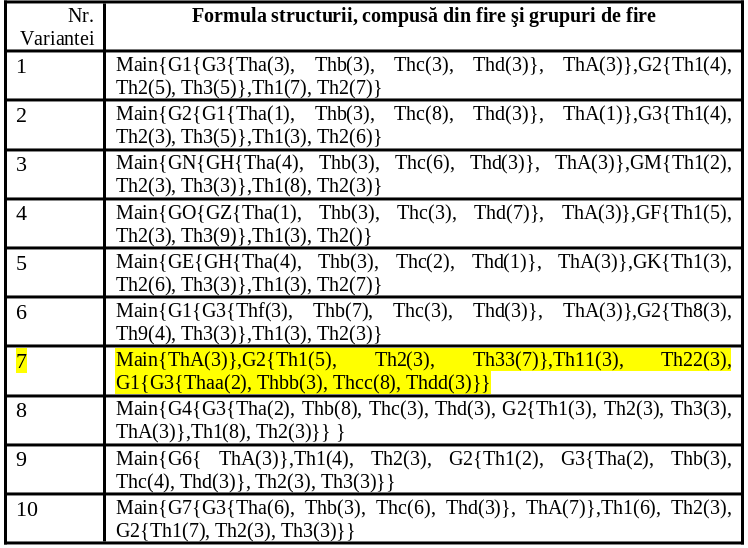 Nr.
Variantei
Formula structurii, compusă din fire şi grupuri de fire
1
Main{G1{G3{Tha(3), Thb(3), Thc(3), Thd(3)}, ThA(3)},G2{Th1(4),
Th2(5), Th3(5)},Th1(7), Th2(7)}
2
Main{G2{G1{Tha(1), Thb(3), Thc(8), Thd(3)}, ThA(1)},G3{Th1(4),
Th2(3), Th3(5)},Th1(3), Th2(6)}
3
Main{GN{GH{Tha(4), Thb(3), Thc(6), Thd(3)}, ThA(3)},GM{Th1(2),
Th2(3), Th3(3)},Th1(8), Th2(3)}
4
Main{GO{GZ{Tha(1), Thb(3), Thc(3), Thd(7)}, ThA(3)},GF{Th1(5),
Th2(3), Th3(9)},Th1(3), Th2()}
5
Main{GE{GH{Tha(4), Thb(3), Thc(2), Thd(1)}, ThA(3)},GK{Th1(3),
Th2(6), Th3(3)},Th1(3), Th2(7)}
6
Main{G1{G3{Thf(3), Thb(7), Thc(3), Thd(3)}, ThA(3)},G2{Th8(3),
Th9(4), Th3(3)},Th1(3), Th2(3)}
7
Main{ThA(3)},G2{Th1(5), Th2(3), Th33(7)},Th11(3), Th22(3),
G1{G3{Thaa(2), Thbb(3), Thcc(8), Thdd(3)}}
8
Main{G4{G3{Tha(2), Thb(8), Thc(3), Thd(3), G2{Th1(3), Th2(3), Th3(3),
ThA(3)},Th1(8), Th2(3)}} }
9
Main{G6{ ThA(3)},Th1(4), Th2(3), G2{Th1(2), G3{Tha(2), Thb(3),
Thc(4), Thd(3)}, Th2(3), Th3(3)}}
10
Main{G7{G3{Tha(6), Thb(3), Thc(6), Thd(3)}, ThA(7)},Th1(6), Th2(3),
G2{Th1(7), Th2(3), Th3(3)}}